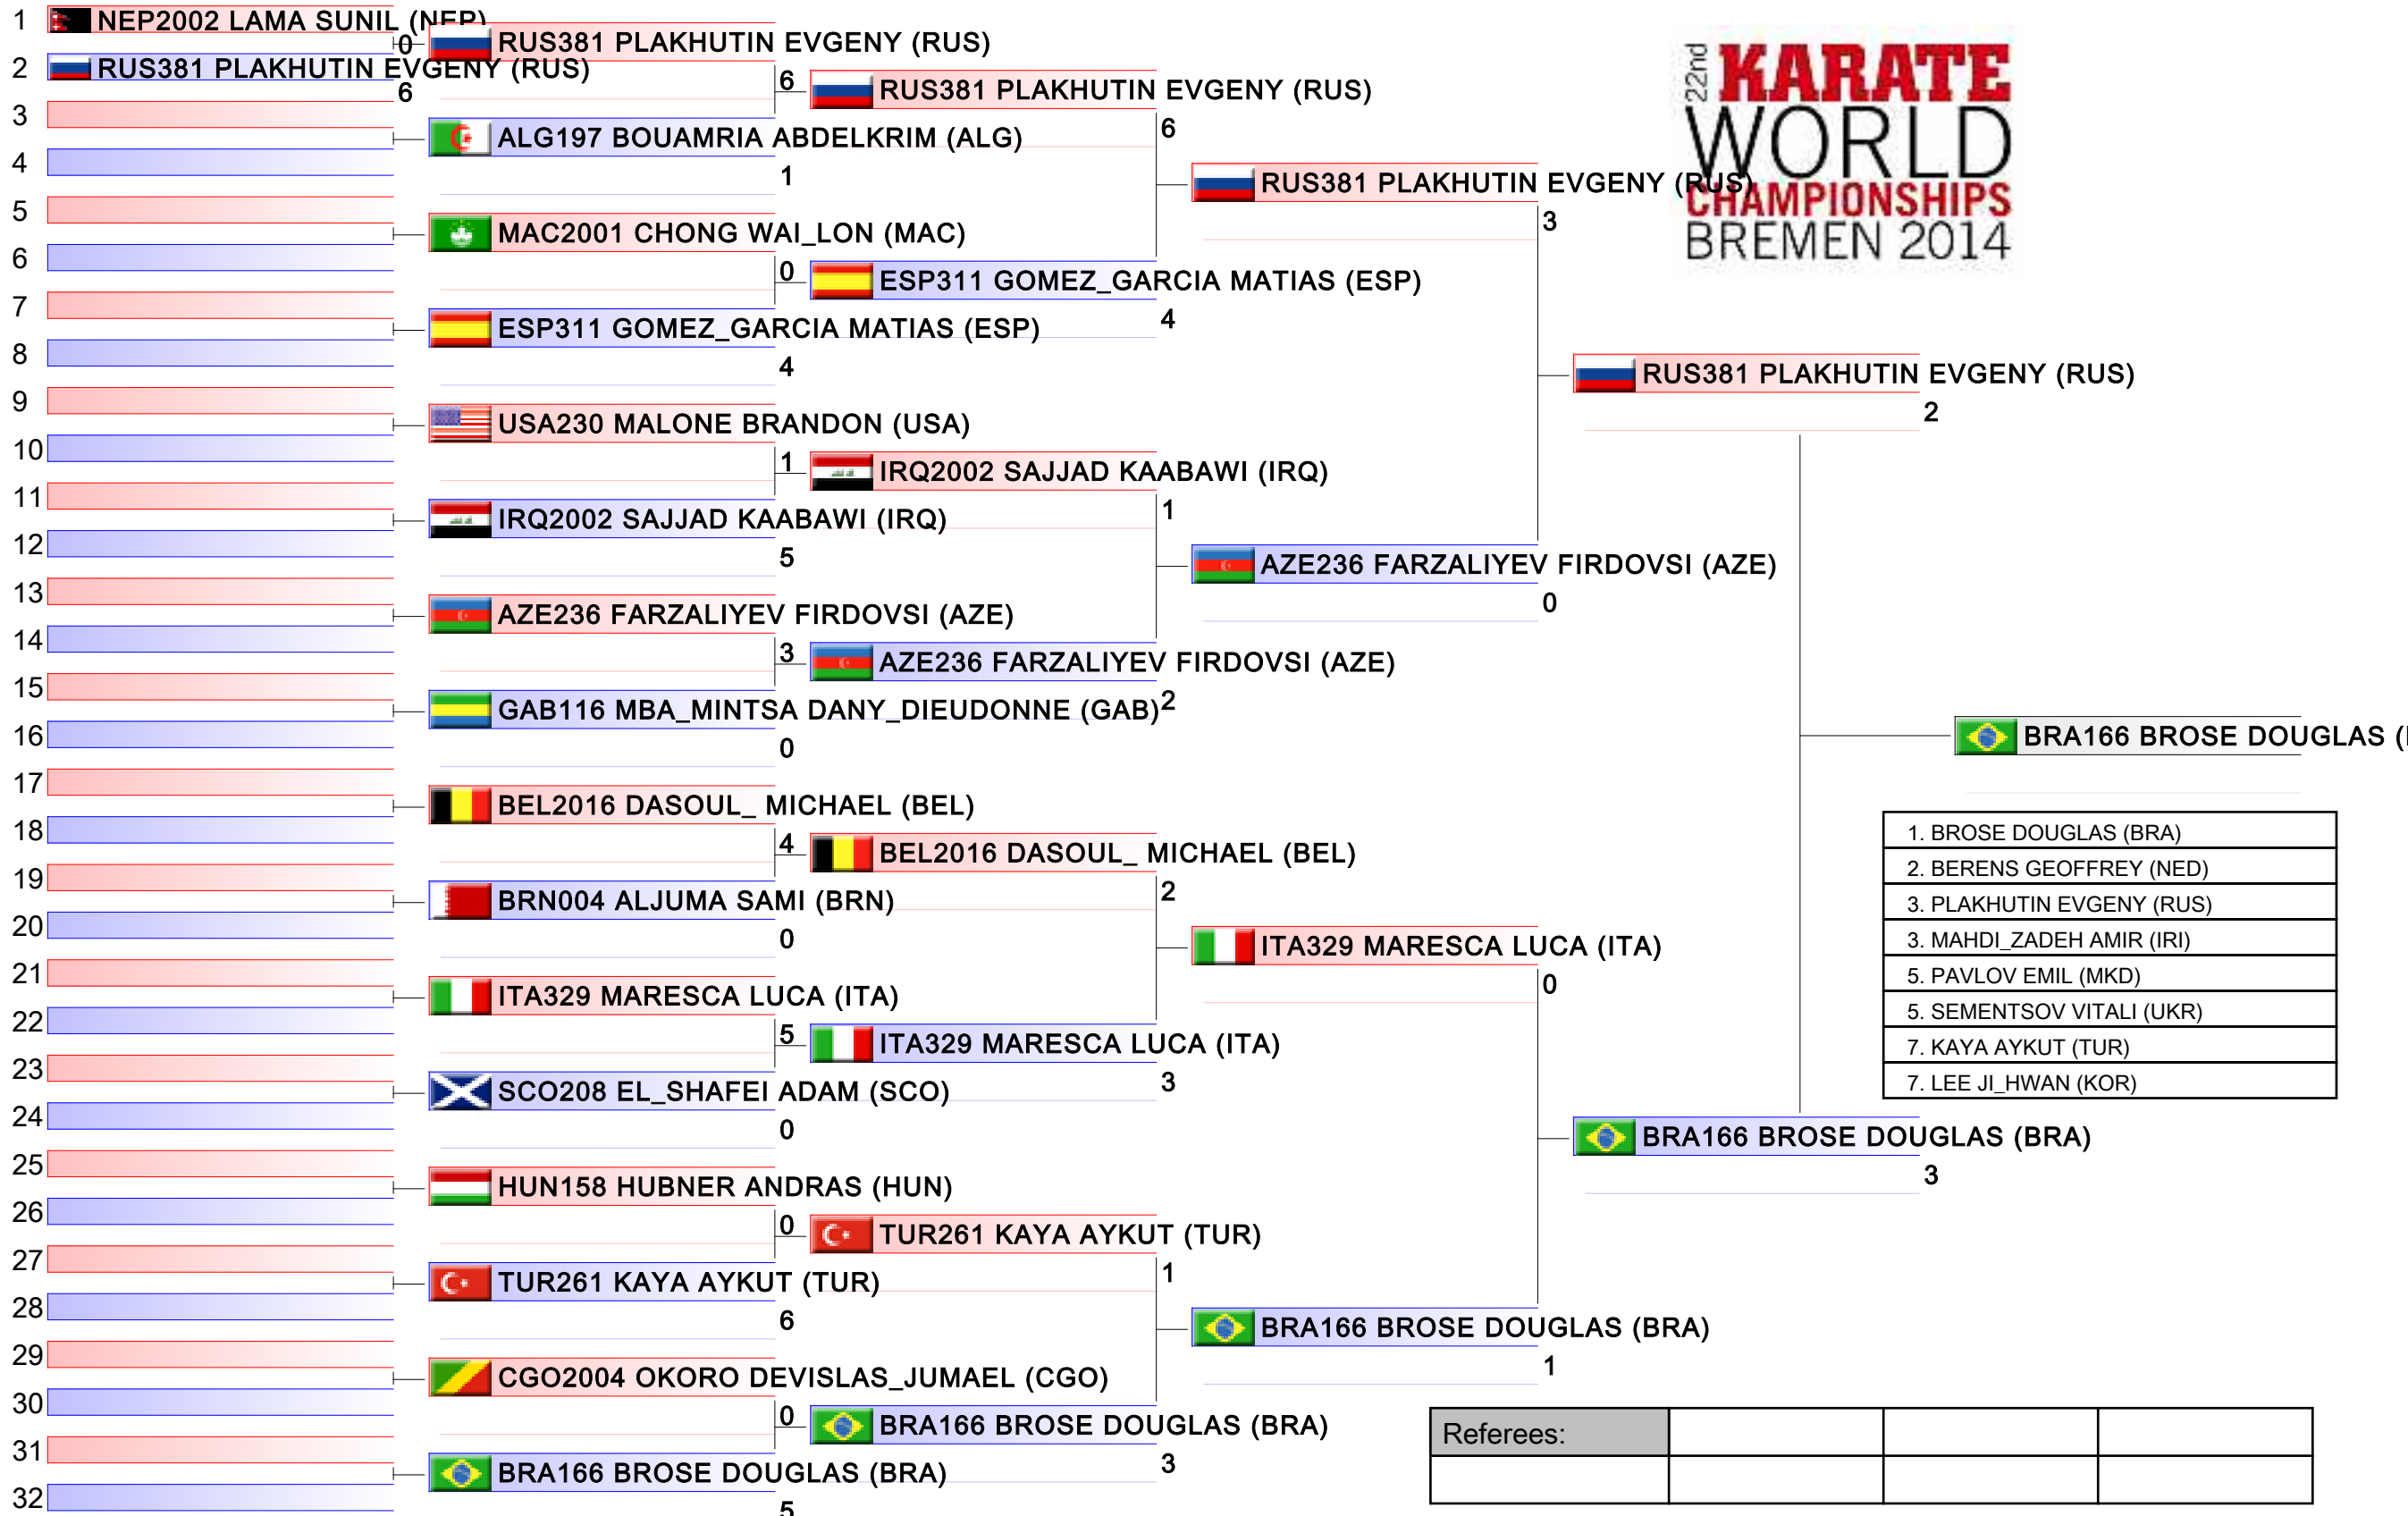 1 NEP2002 LAMA SUNIL (NEP)
0
2 RUS381 PLAKHUTIN EVGENY (RUS)
6
3
4
5
6
7
8
9
10
11
12
13
14
15
16
17
18
19
20
21
22
23
24
25
26
27
28
29
30
31
32
RUS381 PLAKHUTIN EVGENY (RUS)
6
ALG197 BOUAMRIA ABDELKRIM (ALG)
1
MAC2001 CHONG WAI_LON (MAC)
0
ESP311 GOMEZ_GARCIA MATIAS (ESP)
4
USA230 MALONE BRANDON (USA)
1
IRQ2002 SAJJAD KAABAWI (IRQ)
5
AZE236 FARZALIYEV FIRDOVSI (AZE)
3
GAB116 MBA_MINTSA DANY_DIEUDONNE (GAB)
0
BEL2016 DASOUL_ MICHAEL (BEL)
4
BRN004 ALJUMA SAMI (BRN)
0
ITA329 MARESCA LUCA (ITA)
5
SCO208 EL_SHAFEI ADAM (SCO)
0
HUN158 HUBNER ANDRAS (HUN)
0
TUR261 KAYA AYKUT (TUR)
6
CGO2004 OKORO DEVISLAS_JUMAEL (CGO)
0
BRA166 BROSE DOUGLAS (BRA)
5
RUS381 PLAKHUTIN EVGENY (RUS)
6
ESP311 GOMEZ_GARCIA MATIAS (ESP)
4
IRQ2002 SAJJAD KAABAWI (IRQ)
1
AZE236 FARZALIYEV FIRDOVSI (AZE)
2
BEL2016 DASOUL_ MICHAEL (BEL)
2
ITA329 MARESCA LUCA (ITA)
3
TUR261 KAYA AYKUT (TUR)
1
BRA166 BROSE DOUGLAS (BRA)
3
RUS381 PLAKHUTIN EVGENY (RUS)
3
AZE236 FARZALIYEV FIRDOVSI (AZE)
0
ITA329 MARESCA LUCA (ITA)
0
BRA166 BROSE DOUGLAS (BRA)
1
RUS381 PLAKHUTIN EVGENY (RUS)
2
BRA166 BROSE DOUGLAS (BRA)
3
BRA166 BROSE DOUGLAS (
22nd KARATE
WORLD
CHAMPIONSHIPS
BREMEN 2014
1. BROSE DOUGLAS (BRA)
2. BERENS GEOFFREY (NED)
3. PLAKHUTIN EVGENY (RUS)
3. MAHDI_ZADEH AMIR (IRI)
5. PAVLOV EMIL (MKD)
5. SEMENTSOV VITALI (UKR)
7. KAYA AYKUT (TUR)
7. LEE JI_HWAN (KOR)
Referees: